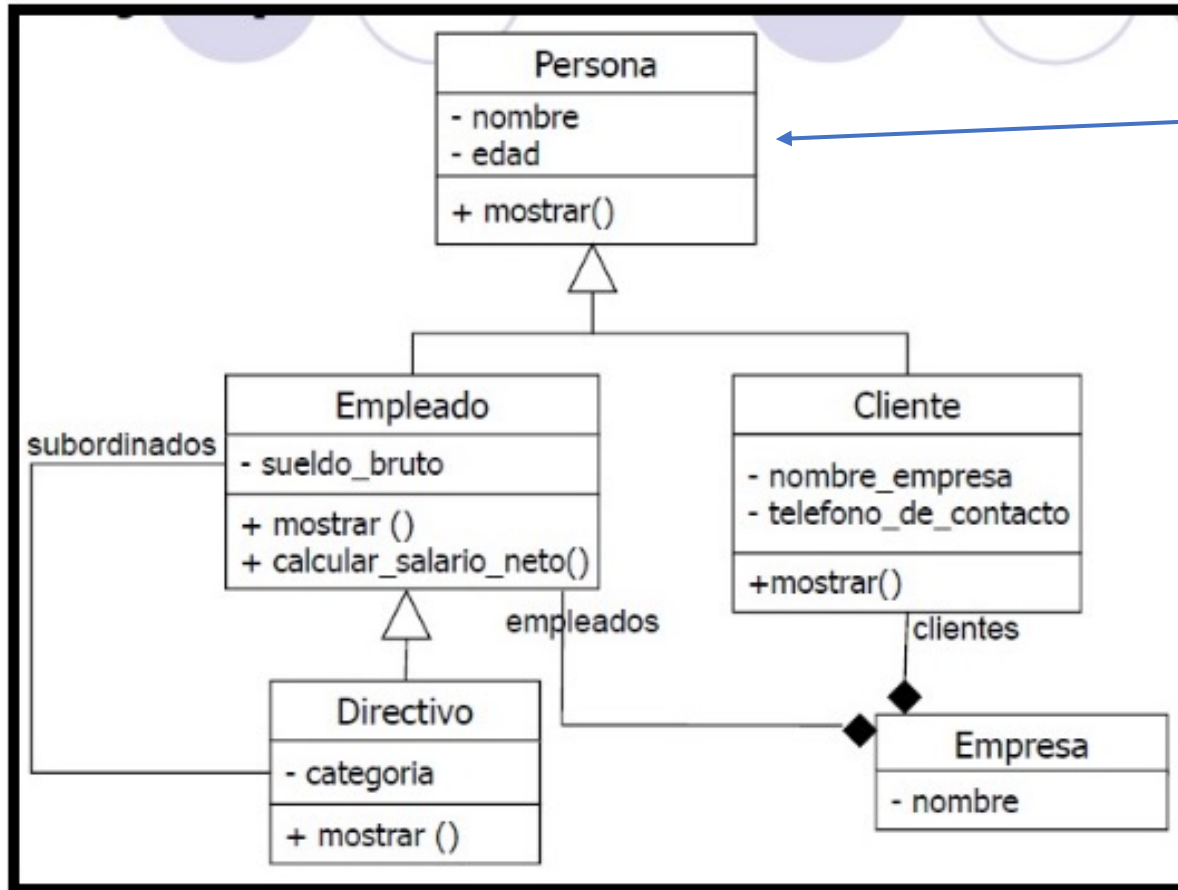 Persona
- nombre
- edad
+ mostrar()
Empleado
- sueldo_bruto
+ mostrar ()
+ calcular_salario_neto()
Cliente
- nombre_empresa
- telefono_de_contacto
+mostrar()
subordinados
empleados
clientes
Directivo
- categoria
+ mostrar ()
Empresa
- nombre